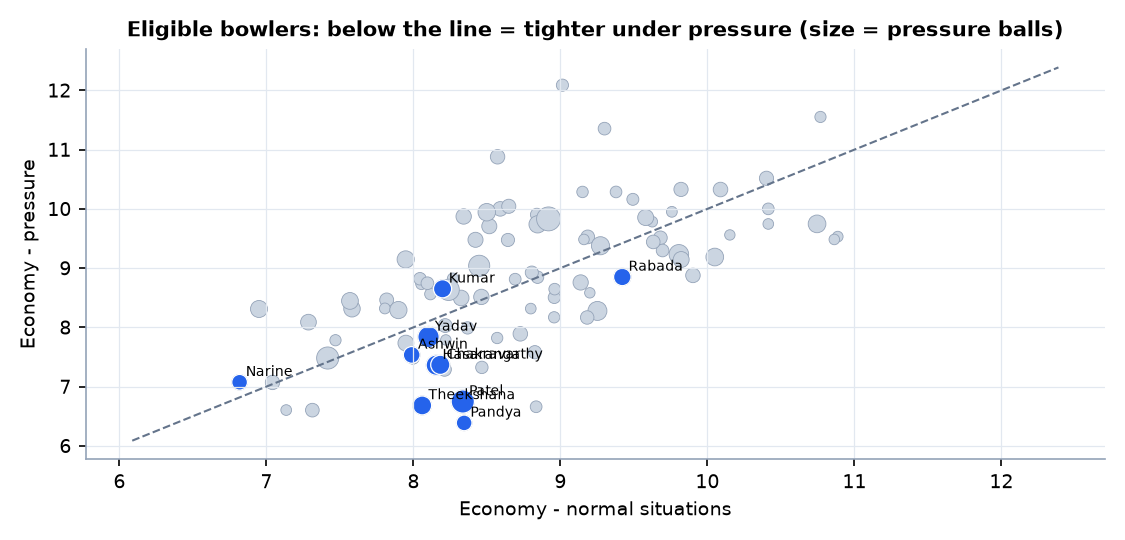 Eligible bowlers: below the line = tighter under pressure (size = pressure balls)
Economy - pressure
12
11
10
9
8
7
6
Rabada
Kumar
Yadav
Ashwin
Hasaranga
Chakravarthy
Narine
Patel
Theekshana
Pandya
6 7 8 9 10 11 12
Economy - normal situations